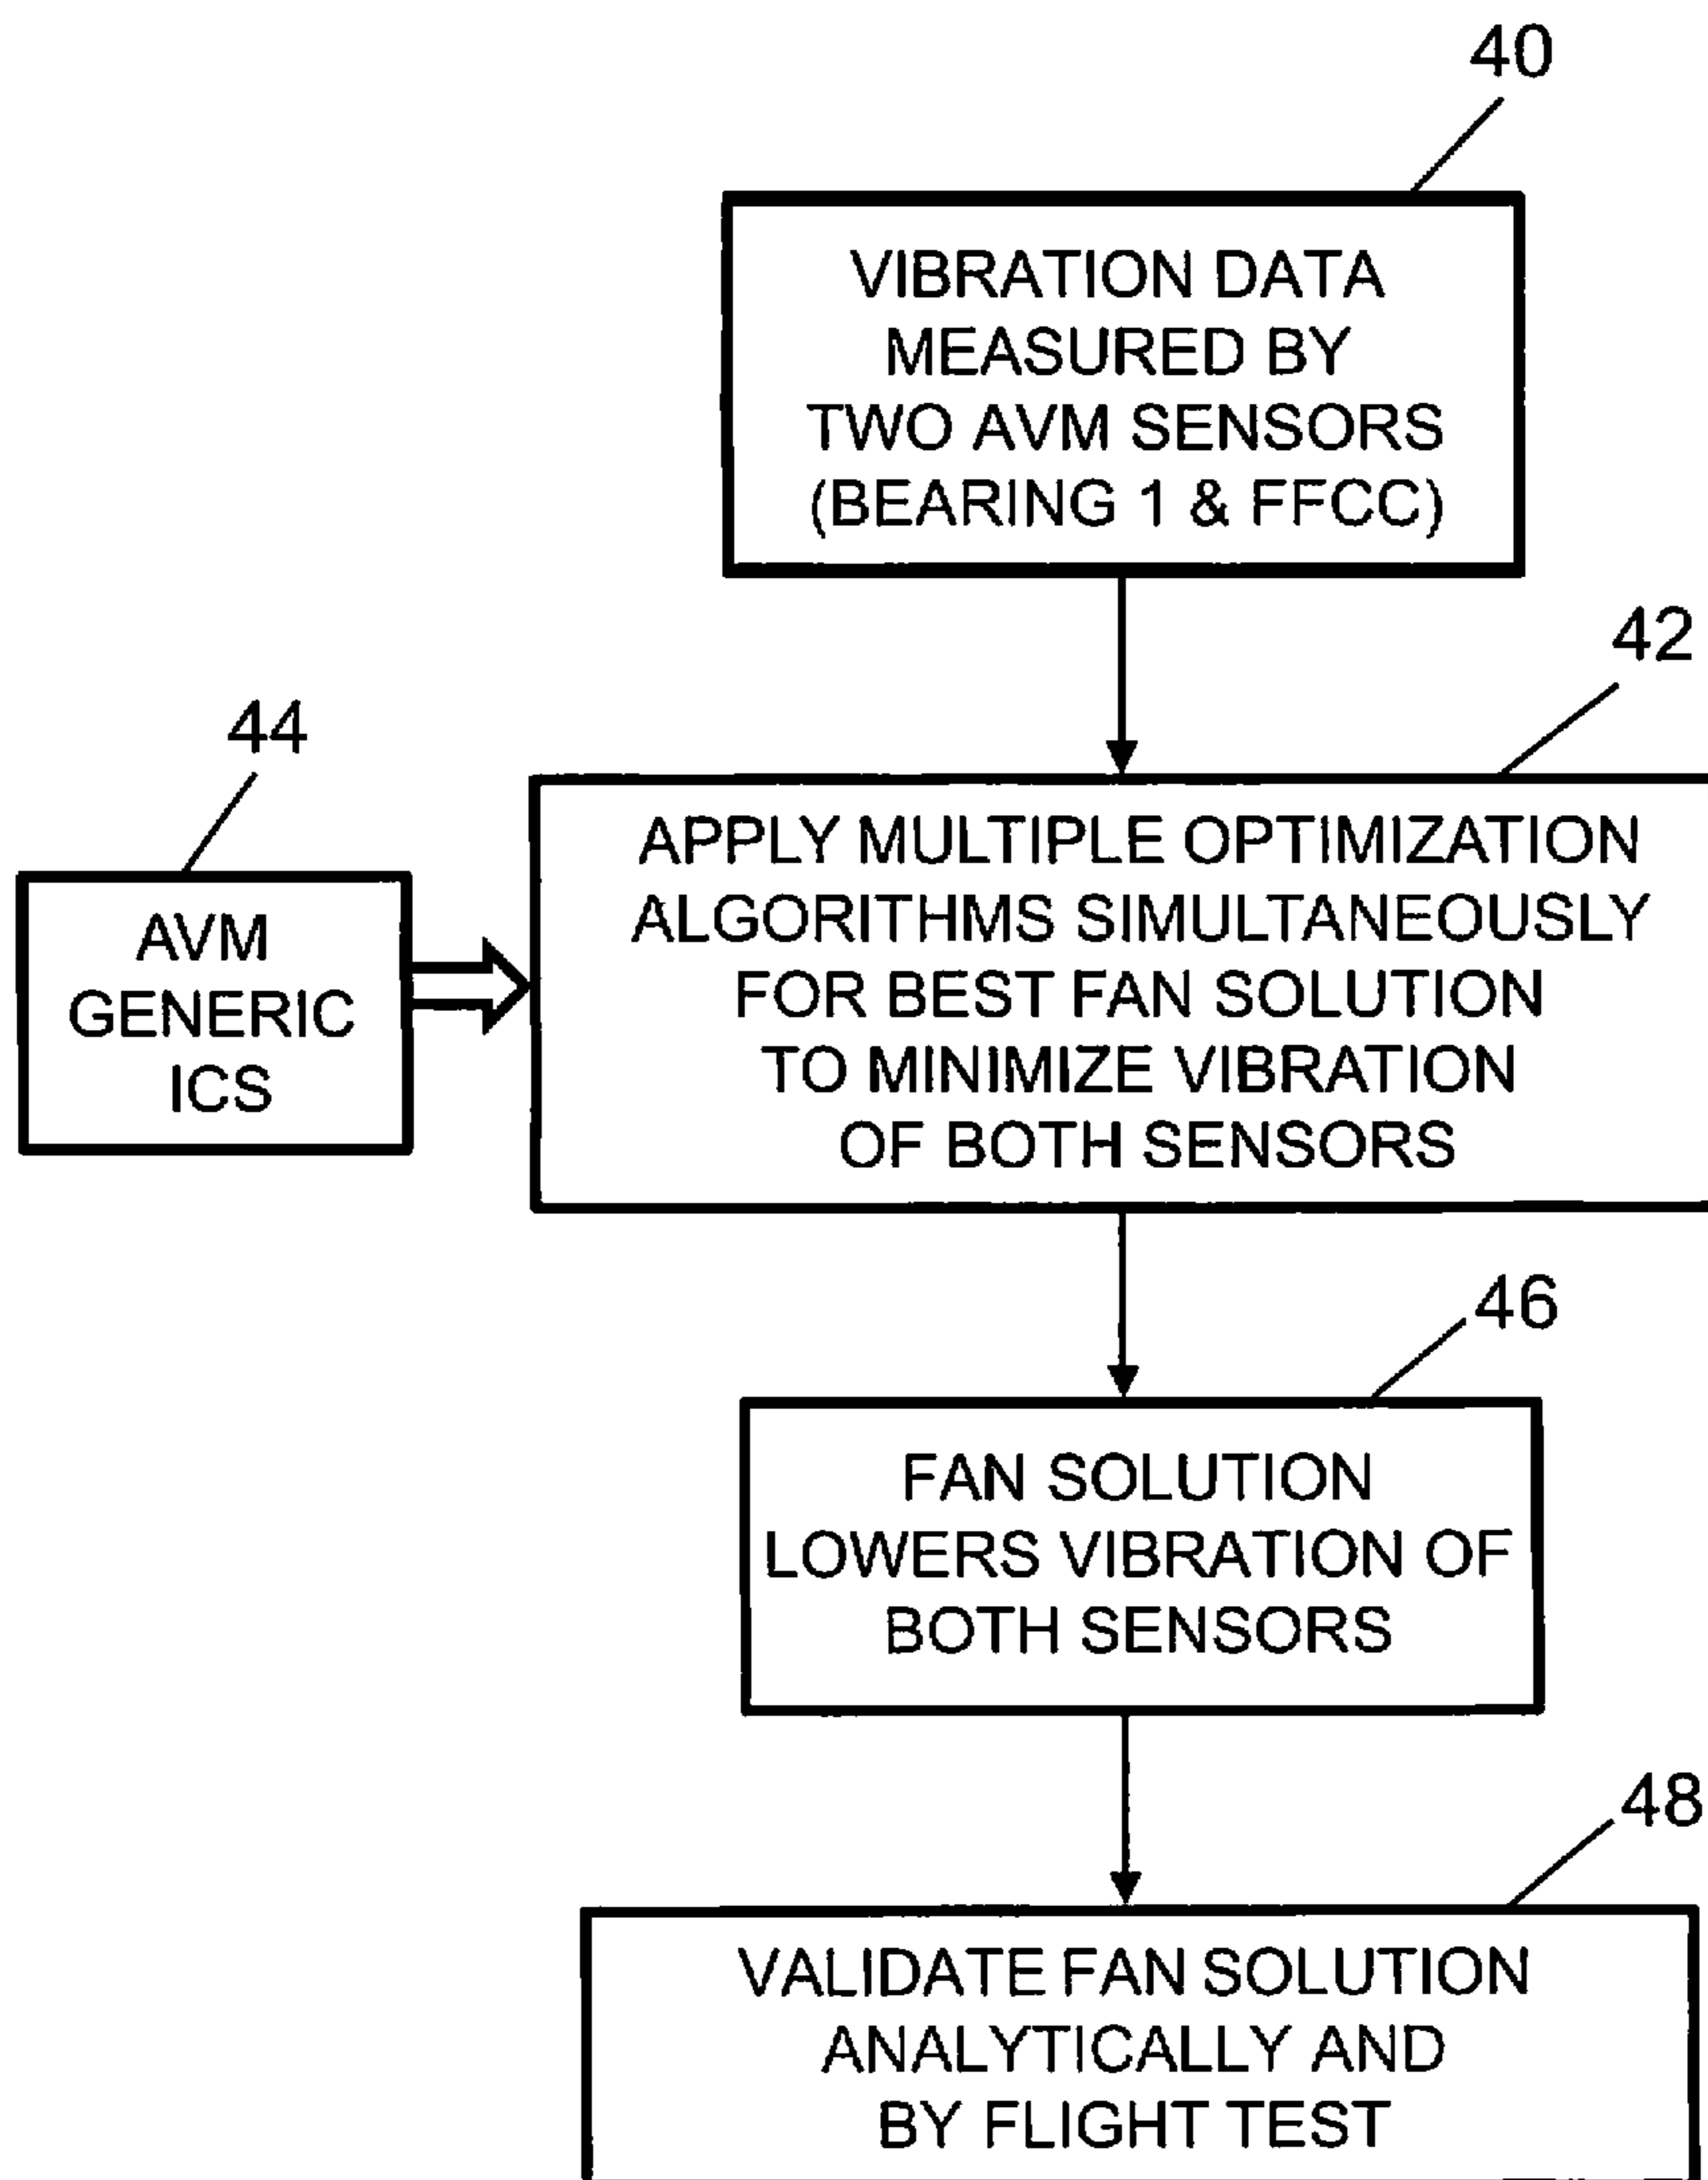 40
VIBRATION DATA
MEASURED BY
TWO AVM SENSORS
(BEARING 1 & FFCC)
42
APPLY MULTIPLE OPTIMIZATION
ALGORITHMS SIMULTANEOUSLY
FOR BEST FAN SOLUTION
TO MINIMIZE VIBRATION
OF BOTH SENSORS
44
AVM
GENERIC
ICS
46
FAN SOLUTION
LOWERS VIBRATION OF
BOTH SENSORS
48
VALIDATE FAN SOLUTION
ANALYTICALLY AND
BY FLIGHT TEST